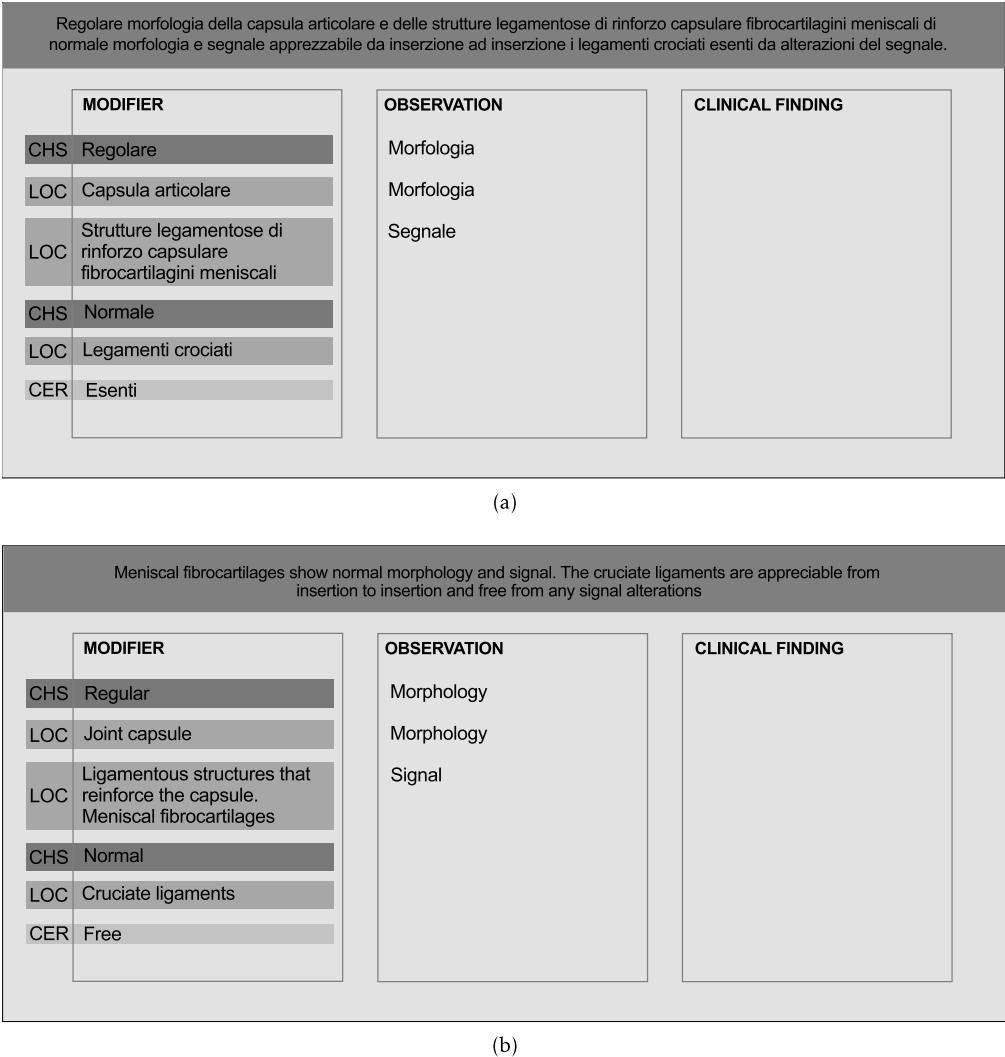 Regolare morfologia della capsula articolare e delle strutture legamentose di rinforzo capsulare fibrocartilagini meniscali di
normale morfologia e segnale apprezzabile da inserzione ad inserzione i legamenti crociati esenti da alterazioni del segnale.
MODIFIER
CHS Regolare
LOC Capsula articolare
LOC Strutture legamentose di
rinforzo capsulare
fibrocartilagini meniscali
CHS Normale
LOC Legamenti crociati
CER Esenti
OBSERVATION
Morfologia
Morfologia
Segnale
CLINICAL FINDING
(a)
Meniscal fibrocartilages show normal morphology and signal. The cruciate ligaments are appreciable from
insertion to insertion and free from any signal alterations
MODIFIER
CHS Regular
LOC Joint capsule
LOC Ligamentous structures that
reinforce the capsule.
Meniscal fibrocartilages
CHS Normal
LOC Cruciate ligaments
CER Free
OBSERVATION
Morphology
Morphology
Signal
CLINICAL FINDING
(b)